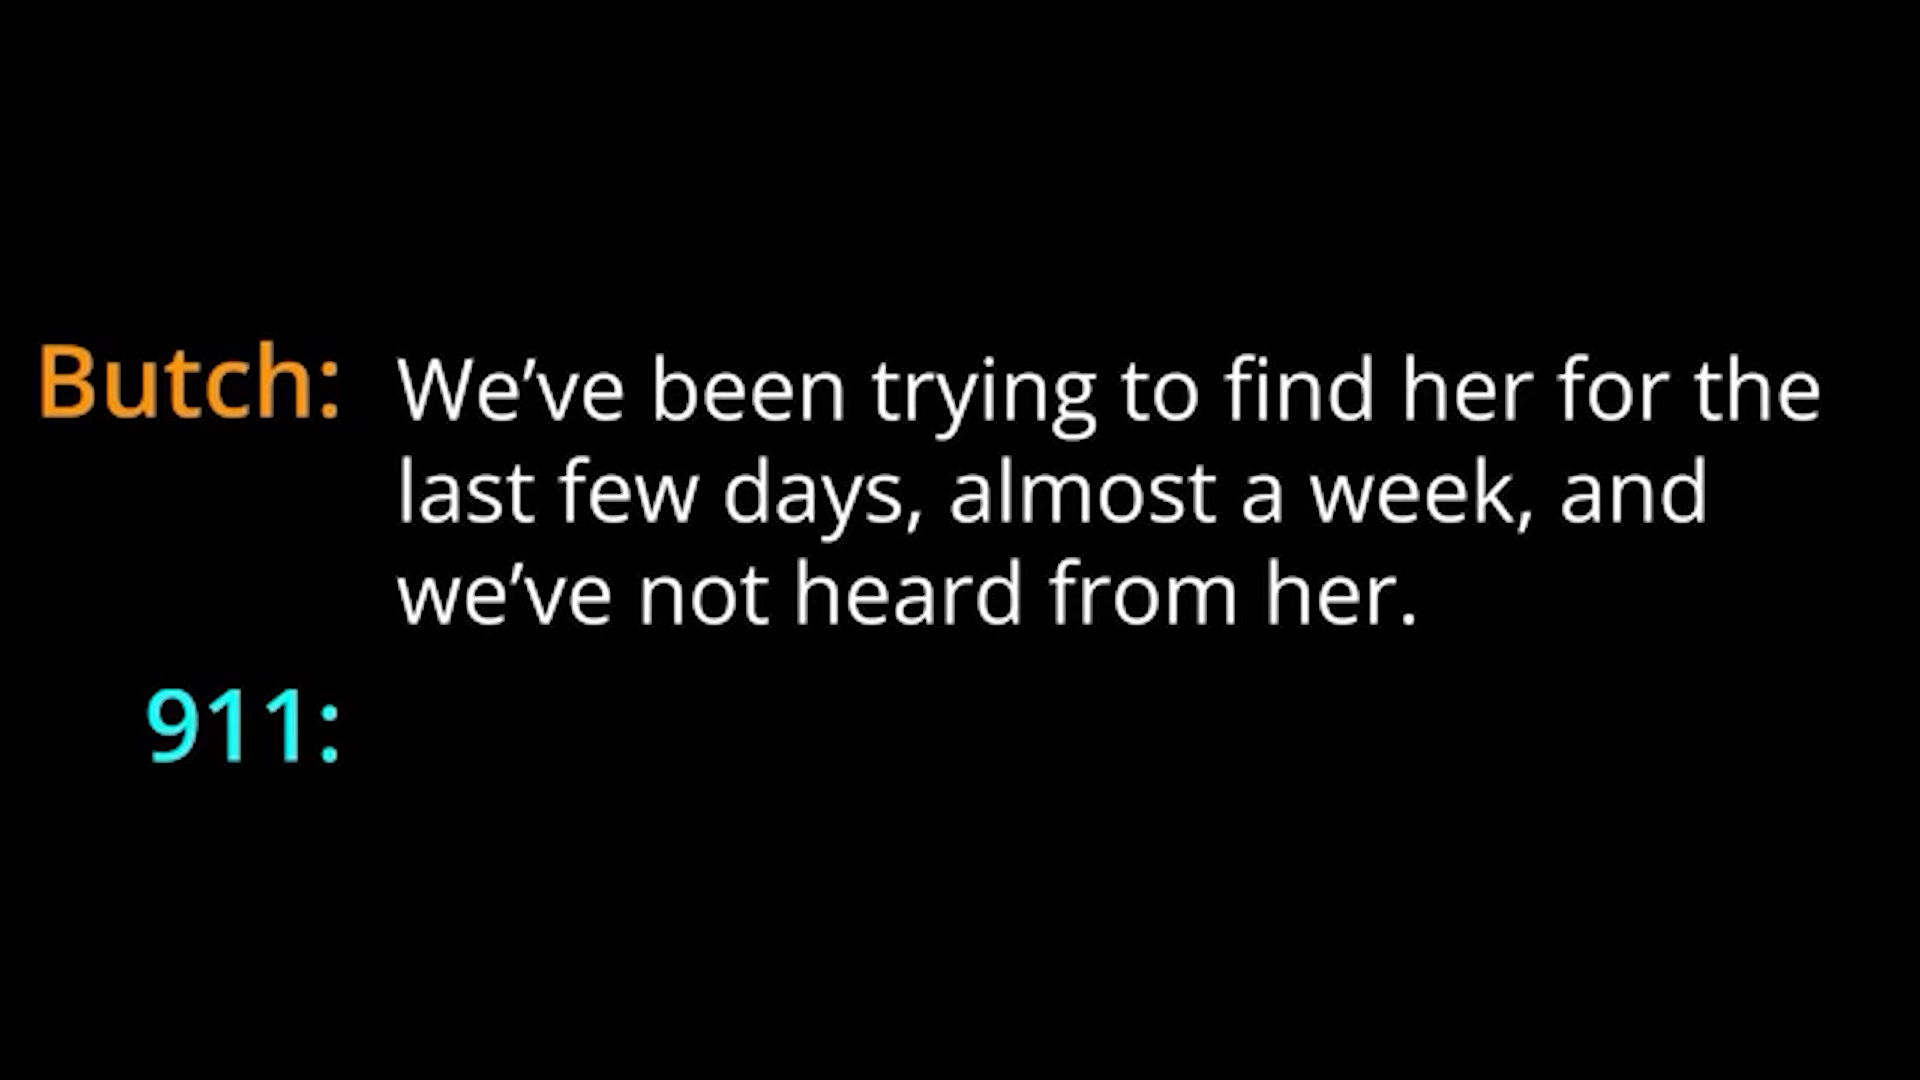 Butch: We’ve been trying to find her for the
last few days, almost a week, and
we’ve not heard from her.
911: